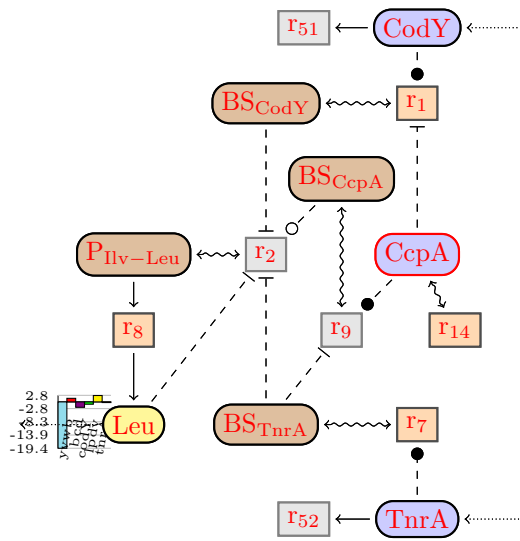 r51
CodY
BSCodY
r1
BSCcpA
PIlv−Leu
r2
CcpA
r8
r9
r14
2.8
-2.8
-8.3
-13.9
-19.4
Leu
BSTnrA
r7
r52
TnrA